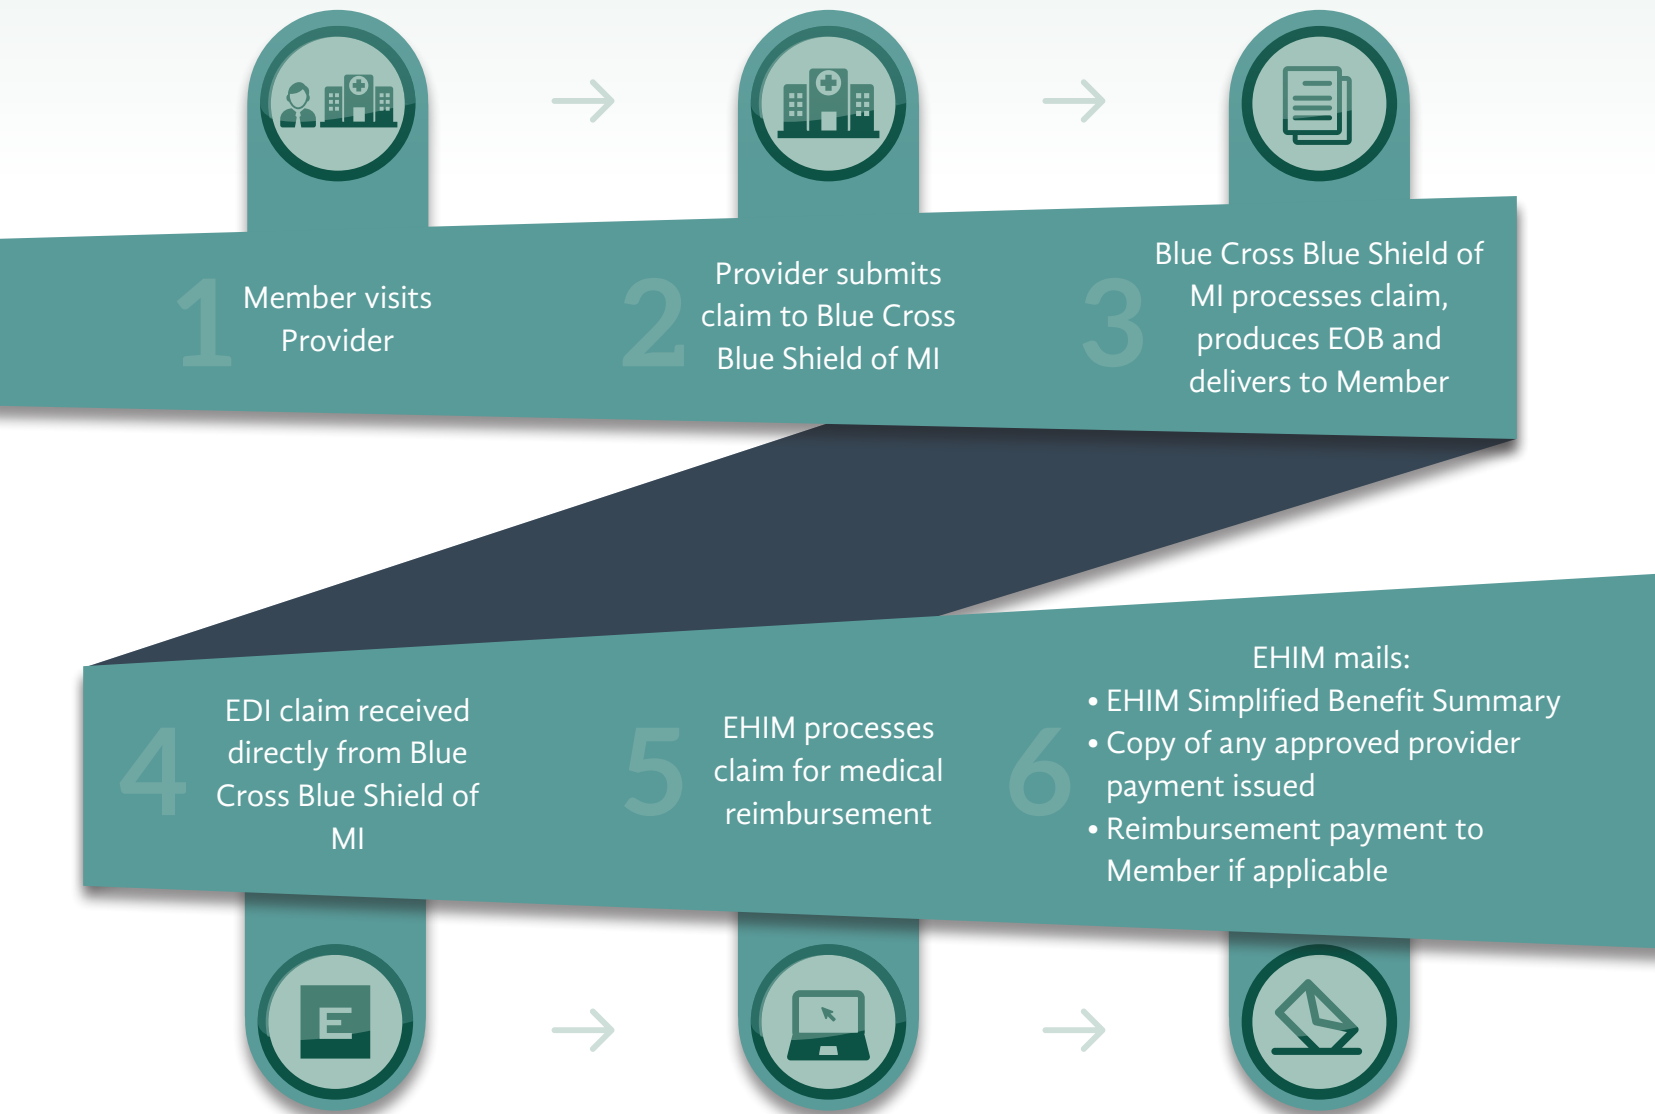 1
Member visits
Provider
2
Provider submits
claim to Blue Cross
Blue Shield of MI
3
Blue Cross Blue Shield of
MI processes claim,
produces EOB and
delivers to Member
4
EDI claim received
directly from Blue
Cross Blue Shield of
MI
5
EHIM processes
claim for medical
reimbursement
6
EHIM mails:
• EHIM Simplified Benefit Summary
• Copy of any approved provider
payment issued
• Reimbursement payment to
Member if applicable
E